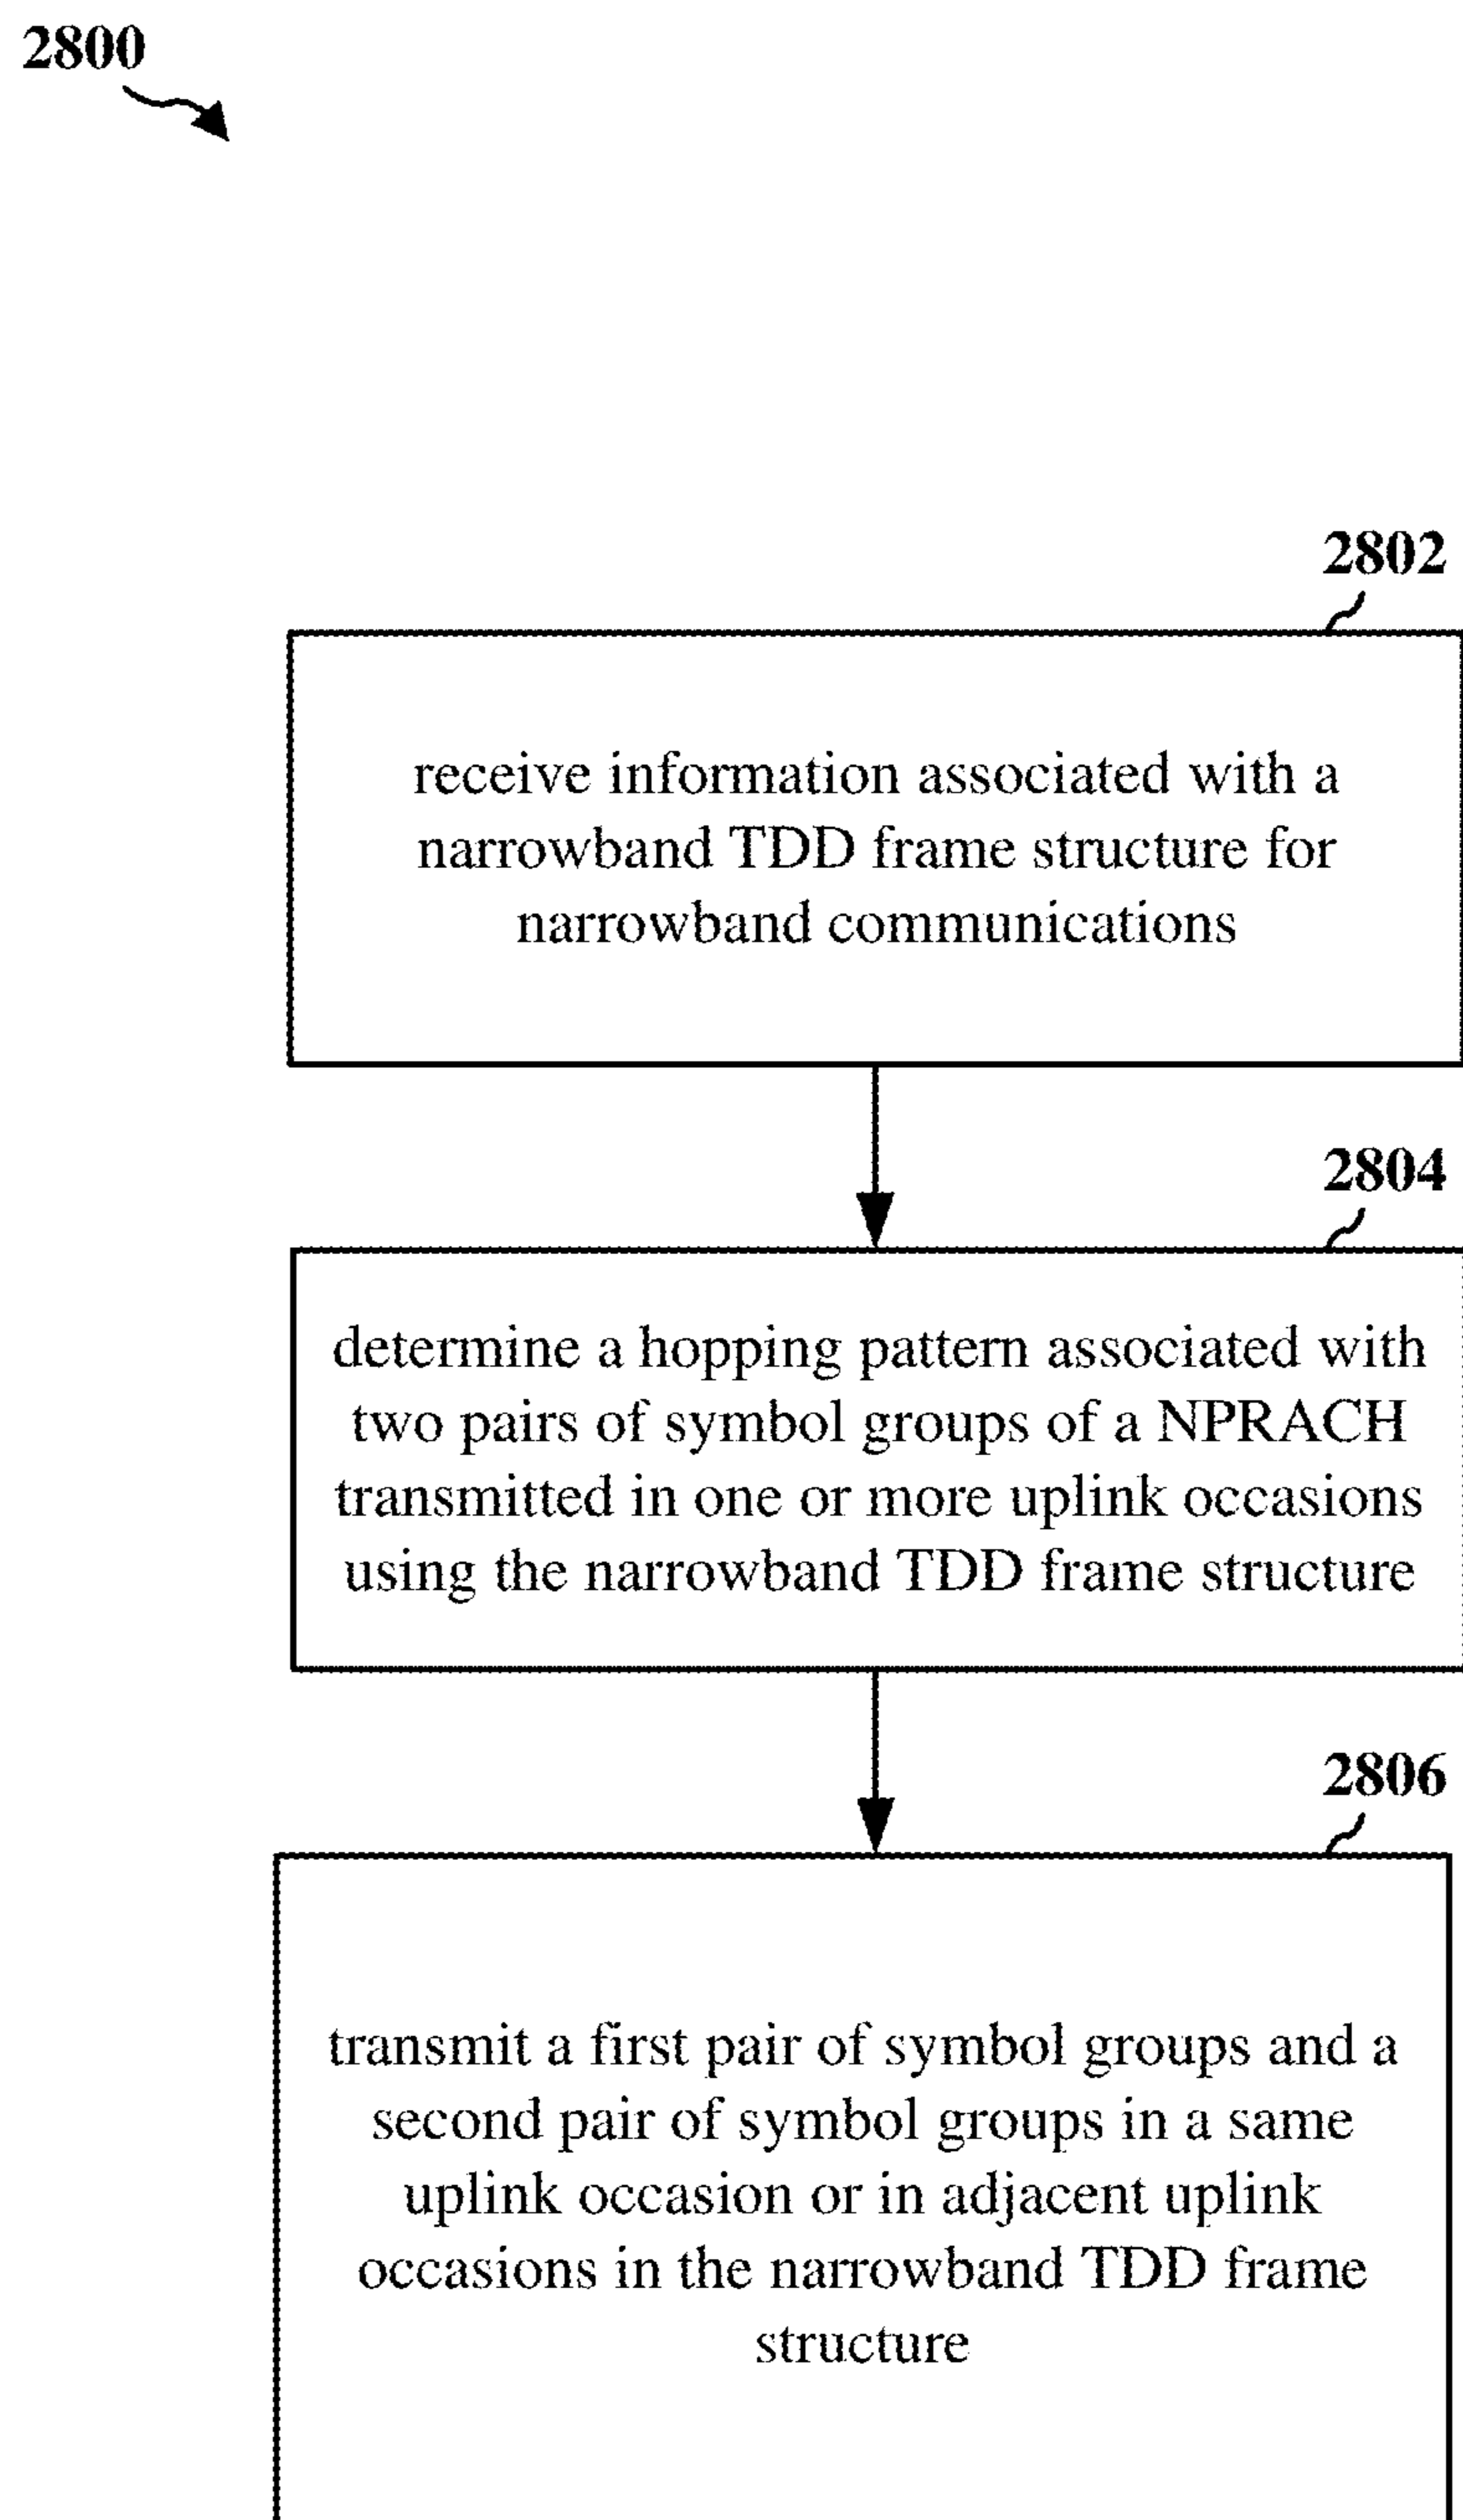 2800
2802
receive information associated with a
narrowband TDD frame structure for
narrowband communications
2804
determine a hopping pattern associated with
two pairs of symbol groups of a NPRACH
transmitted in one or more uplink occasions
using the narrowband TDD frame structure
2806
transmit a first pair of symbol groups and a
second pair of symbol groups in a same
uplink occasion or in adjacent uplink
occasions in the narrowband TDD frame
structure